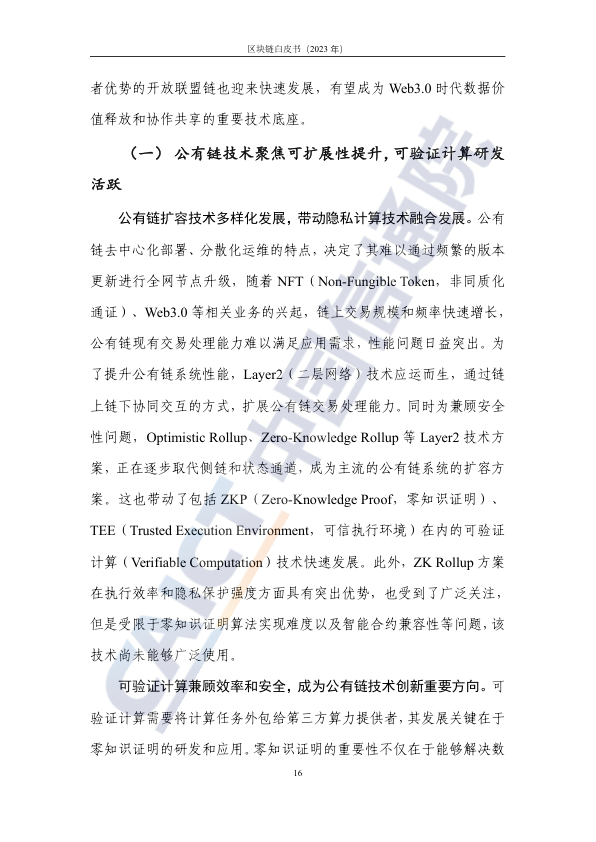 区块链白皮书（2023 年）
者优势的开放联盟链也迎来快速发展，有望成为 Web3.0 时代数据价
值释放和协作共享的重要技术底座。
（一） 公有链技术聚焦可扩展性提升，可验证计算研发
活跃
公有链扩容技术多样化发展，带动隐私计算技术融合发展。公有
链去中心化部署、分散化运维的特点，决定了其难以通过频繁的版本
更新进行全网节点升级，随着 NFT（Non-Fungible Token，非同质化
通证）、Web3.0 等相关业务的兴起，链上交易规模和频率快速增长，
公有链现有交易处理能力难以满足应用需求，性能问题日益突出。为
了提升公有链系统性能，Layer2（二层网络）技术应运而生，通过链
上链下协同交互的方式，扩展公有链交易处理能力。同时为兼顾安全
性问题，Optimistic Rollup、Zero-Knowledge Rollup 等 Layer2 技术方
案，正在逐步取代侧链和状态通道，成为主流的公有链系统的扩容方
案。这也带动了包括 ZKP（Zero-Knowledge Proof，零知识证明）、
TEE（Trusted Execution Environment，可信执行环境）在内的可验证
计算（Verifiable Computation）技术快速发展。此外，ZK Rollup 方案
在执行效率和隐私保护强度方面具有突出优势，也受到了广泛关注，
但是受限于零知识证明算法实现难度以及智能合约兼容性等问题，该
技术尚未能够广泛使用。
可验证计算兼顾效率和安全，成为公有链技术创新重要方向。可
验证计算需要将计算任务外包给第三方算力提供者，其发展关键在于
零知识证明的研发和应用。零知识证明的重要性不仅在于能够解决数
16
CAICT 中国信通院